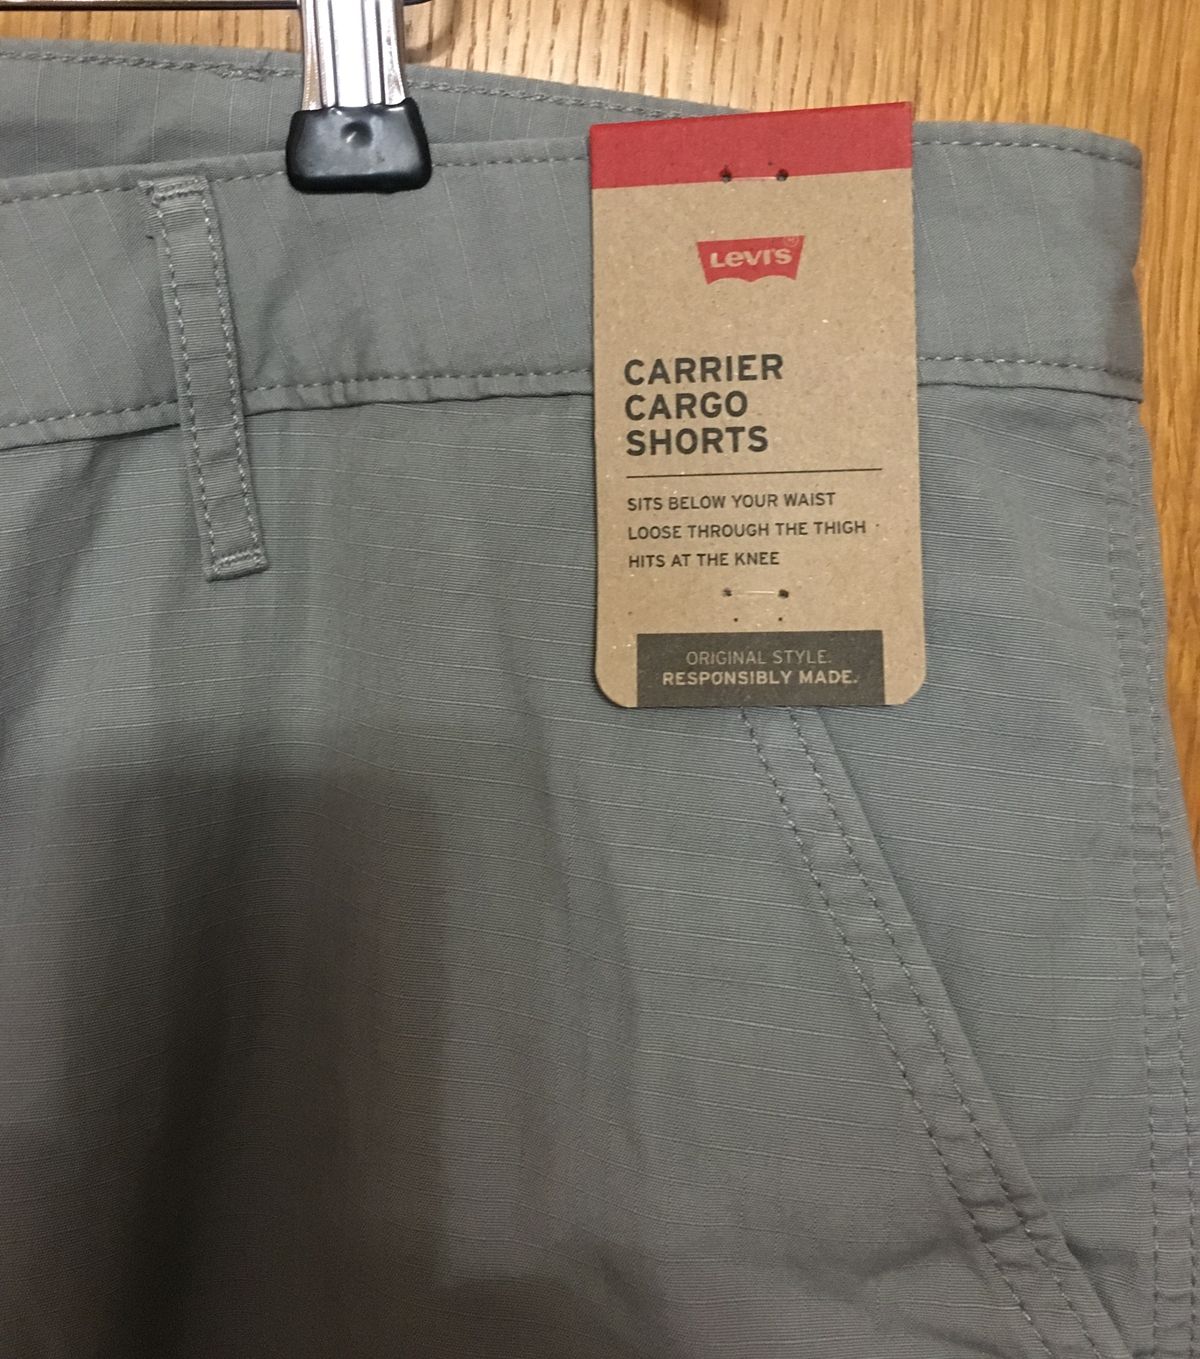 Levi's
CARRIER
CARGO
SHORTS
SITS BELOW YOUR WAIST
LOOSE THROUGH THE THIGH
HITS AT THE KNEE
ORIGINAL STYLE.
RESPONSIBLY MADE.